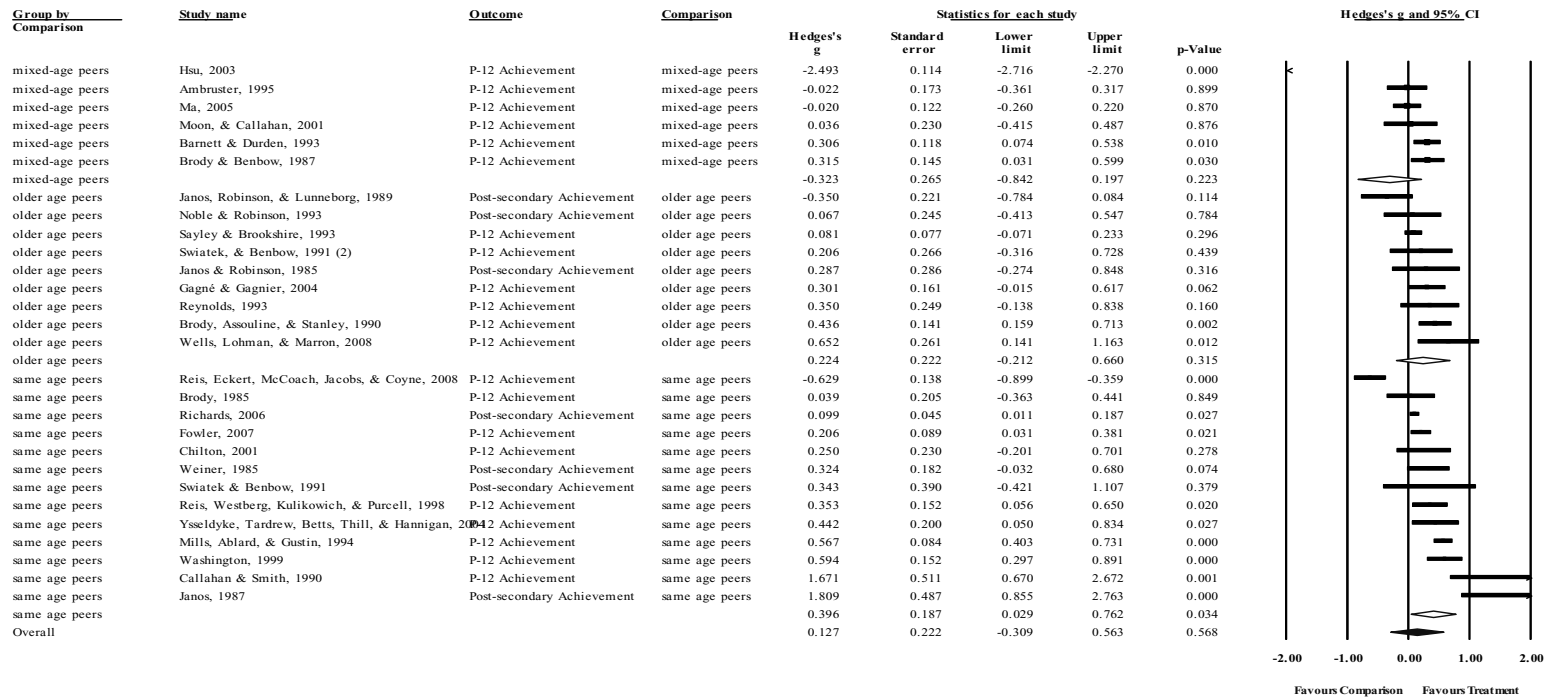 Group by Comparison Study name Outcome Comparison Statistics for each study Hedges's g and 95% CI
Hedges's g Standard error Lower limit Upper limit p-Value
mixed-age peers Hsu, 2003 P-12 Achievement mixed-age peers -2.493 0.114 -2.716 -2.270 0.000
mixed-age peers Ambruster, 1995 P-12 Achievement mixed-age peers -0.022 0.173 -0.361 0.317 0.899
mixed-age peers Ma, 2005 P-12 Achievement mixed-age peers -0.020 0.122 -0.260 0.220 0.870
mixed-age peers Moon, & Callahan, 2001 P-12 Achievement mixed-age peers 0.036 0.230 -0.415 0.487 0.876
mixed-age peers Barnett & Durden, 1993 P-12 Achievement mixed-age peers 0.306 0.118 0.074 0.538 0.010
mixed-age peers Brody & Benbow, 1987 P-12 Achievement mixed-age peers 0.315 0.145 0.031 0.599 0.030
mixed-age peers -0.323 0.265 -0.842 0.197 0.223
older age peers Janos, Robinson, & Lunneborg, 1989 Post-secondary Achievement older age peers -0.350 0.221 -0.784 0.084 0.114
older age peers Noble & Robinson, 1993 Post-secondary Achievement older age peers 0.067 0.245 -0.413 0.547 0.784
older age peers Sayley & Brookshire, 1993 P-12 Achievement older age peers 0.081 0.077 -0.071 0.233 0.296
older age peers Swiatek, & Benbow, 1991 (2) P-12 Achievement older age peers 0.206 0.266 -0.316 0.728 0.439
older age peers Janos & Robinson, 1985 Post-secondary Achievement older age peers 0.287 0.286 -0.274 0.848 0.316
older age peers Gagné & Gagnier, 2004 P-12 Achievement older age peers 0.301 0.161 -0.015 0.617 0.062
older age peers Reynolds, 1993 P-12 Achievement older age peers 0.350 0.249 -0.138 0.838 0.160
older age peers Brody, Assouline, & Stanley, 1990 P-12 Achievement older age peers 0.436 0.141 0.159 0.713 0.002
older age peers Wells, Lohman, & Marron, 2008 P-12 Achievement older age peers 0.652 0.261 0.141 1.163 0.012
older age peers 0.224 0.222 -0.212 0.660 0.315
same age peers Reis, Eckert, McCoach, Jacobs, & Coyne, 2008 P-12 Achievement same age peers -0.629 0.138 -0.899 -0.359 0.000
same age peers Brody, 1985 P-12 Achievement same age peers 0.039 0.205 -0.363 0.441 0.849
same age peers Richards, 2006 Post-secondary Achievement same age peers 0.099 0.045 0.011 0.187 0.027
same age peers Fowler, 2007 P-12 Achievement same age peers 0.206 0.089 0.031 0.381 0.021
same age peers Chilton, 2001 P-12 Achievement same age peers 0.250 0.230 -0.201 0.701 0.278
same age peers Weiner, 1985 Post-secondary Achievement same age peers 0.324 0.182 -0.032 0.680 0.074
same age peers Swiatek & Benbow, 1991 Post-secondary Achievement same age peers 0.343 0.390 -0.421 1.107 0.379
same age peers Reis, Westberg, Kulikowich, & Purcell, 1998 P-12 Achievement same age peers 0.353 0.152 0.056 0.650 0.020
same age peers Ysseldyke, Tardrew, Betts, Thill, & Hannigan, 2004 P-12 Achievement same age peers 0.442 0.200 0.050 0.834 0.027
same age peers Mills, Ablard, & Gustin, 1994 P-12 Achievement same age peers 0.567 0.084 0.403 0.731 0.000
same age peers Washington, 1999 P-12 Achievement same age peers 0.594 0.152 0.297 0.891 0.000
same age peers Callahan & Smith, 1990 P-12 Achievement same age peers 1.671 0.511 0.670 2.672 0.001
same age peers Janos, 1987 Post-secondary Achievement same age peers 1.809 0.487 0.855 2.763 0.000
same age peers 0.396 0.187 0.029 0.762 0.034
Overall 0.127 0.222 -0.309 0.563 0.568
-2.00 -1.00 0.00 1.00 2.00
Favours Comparison Favours Treatment